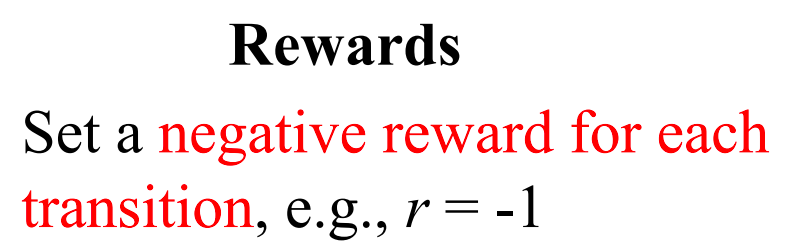 Rewards
Set a negative reward for each
transition, e.g., r = -1